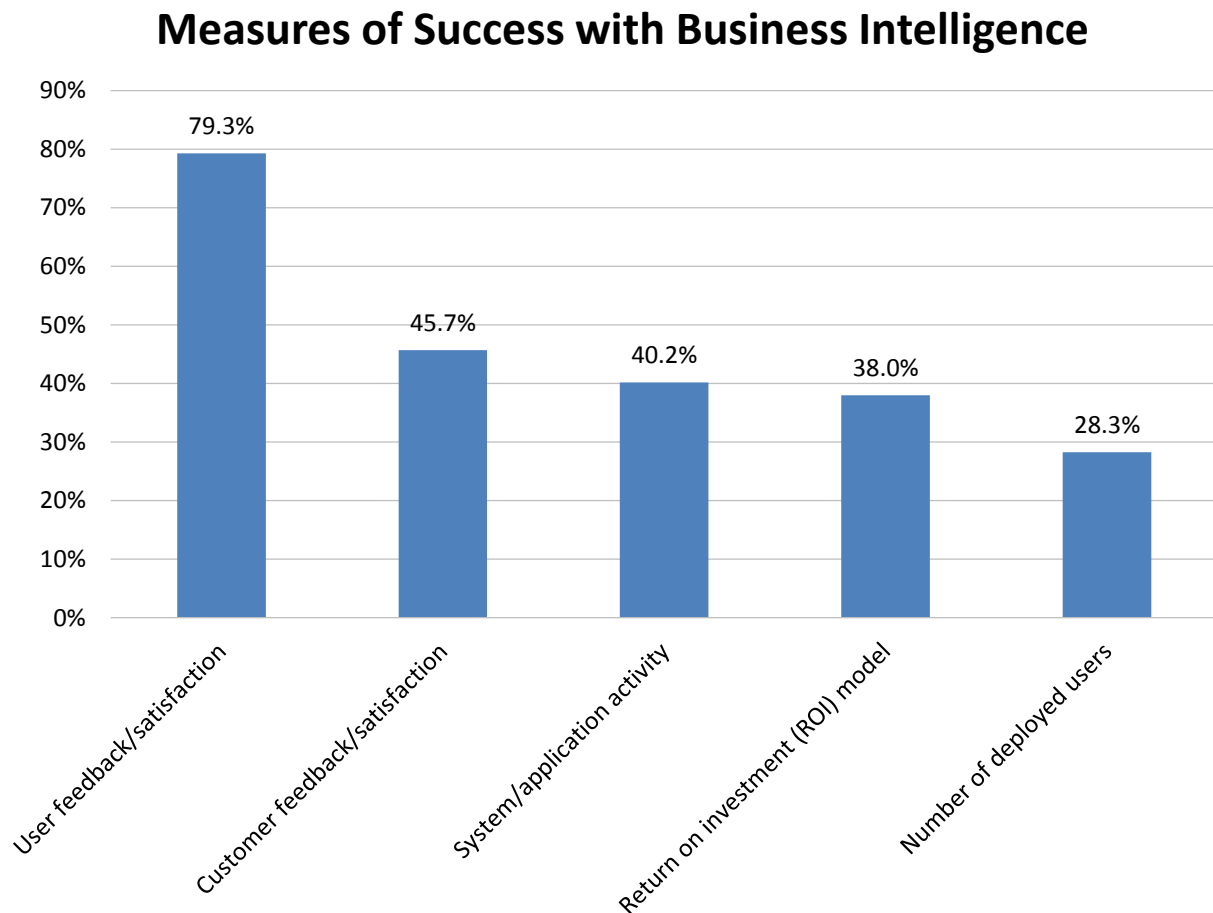 Measures of Success with Business Intelligence
90%
80%
70%
60%
50%
40%
30%
20%
10%
0%
79.3%
45.7%
40.2%
38.0%
28.3%
User feedback/satisfaction
Customer feedback/satisfaction
System/application activity
Return on investment (ROI) model
Number of deployed users